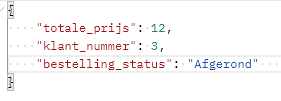 {
"totale_prijs": 12,
"klant_nummer": 3,
"bestelling_status": "Afgerond"
}